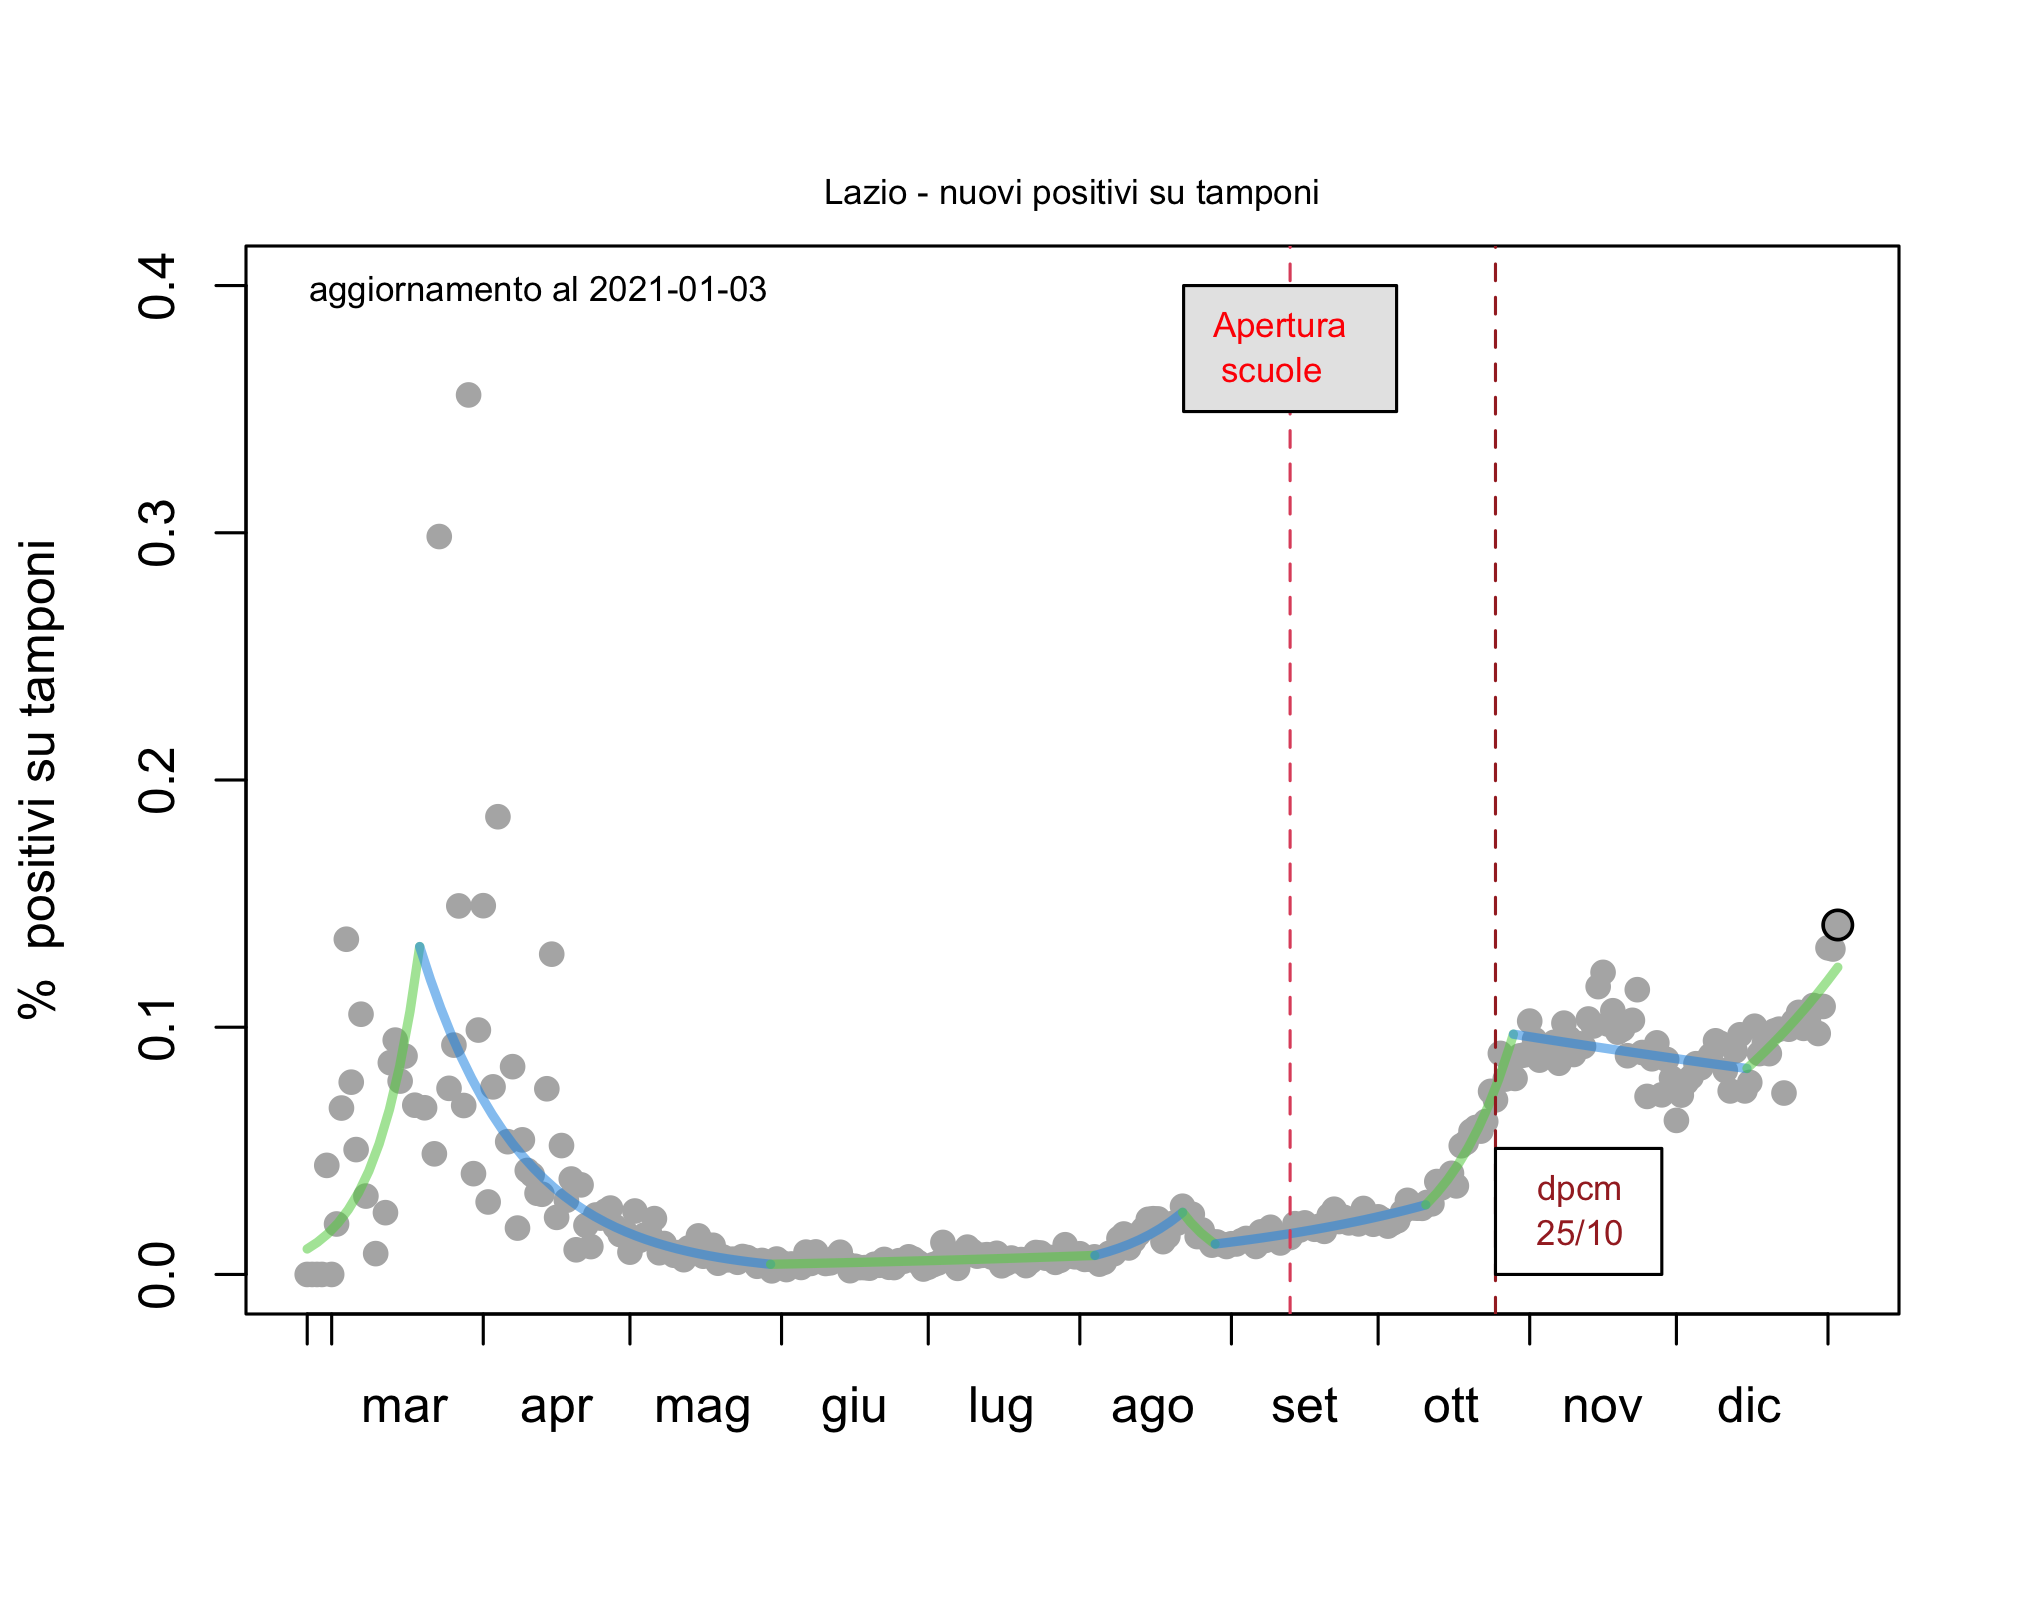 Lazio - nuovi positivi su tamponi
aggiornamento al 2021-01-03
Apertura
scuole
dpcm
25/10
% positivi su tamponi
0.4
0.3
0.2
0.1
0.0
mar apr mag giu lug ago set ott nov dic